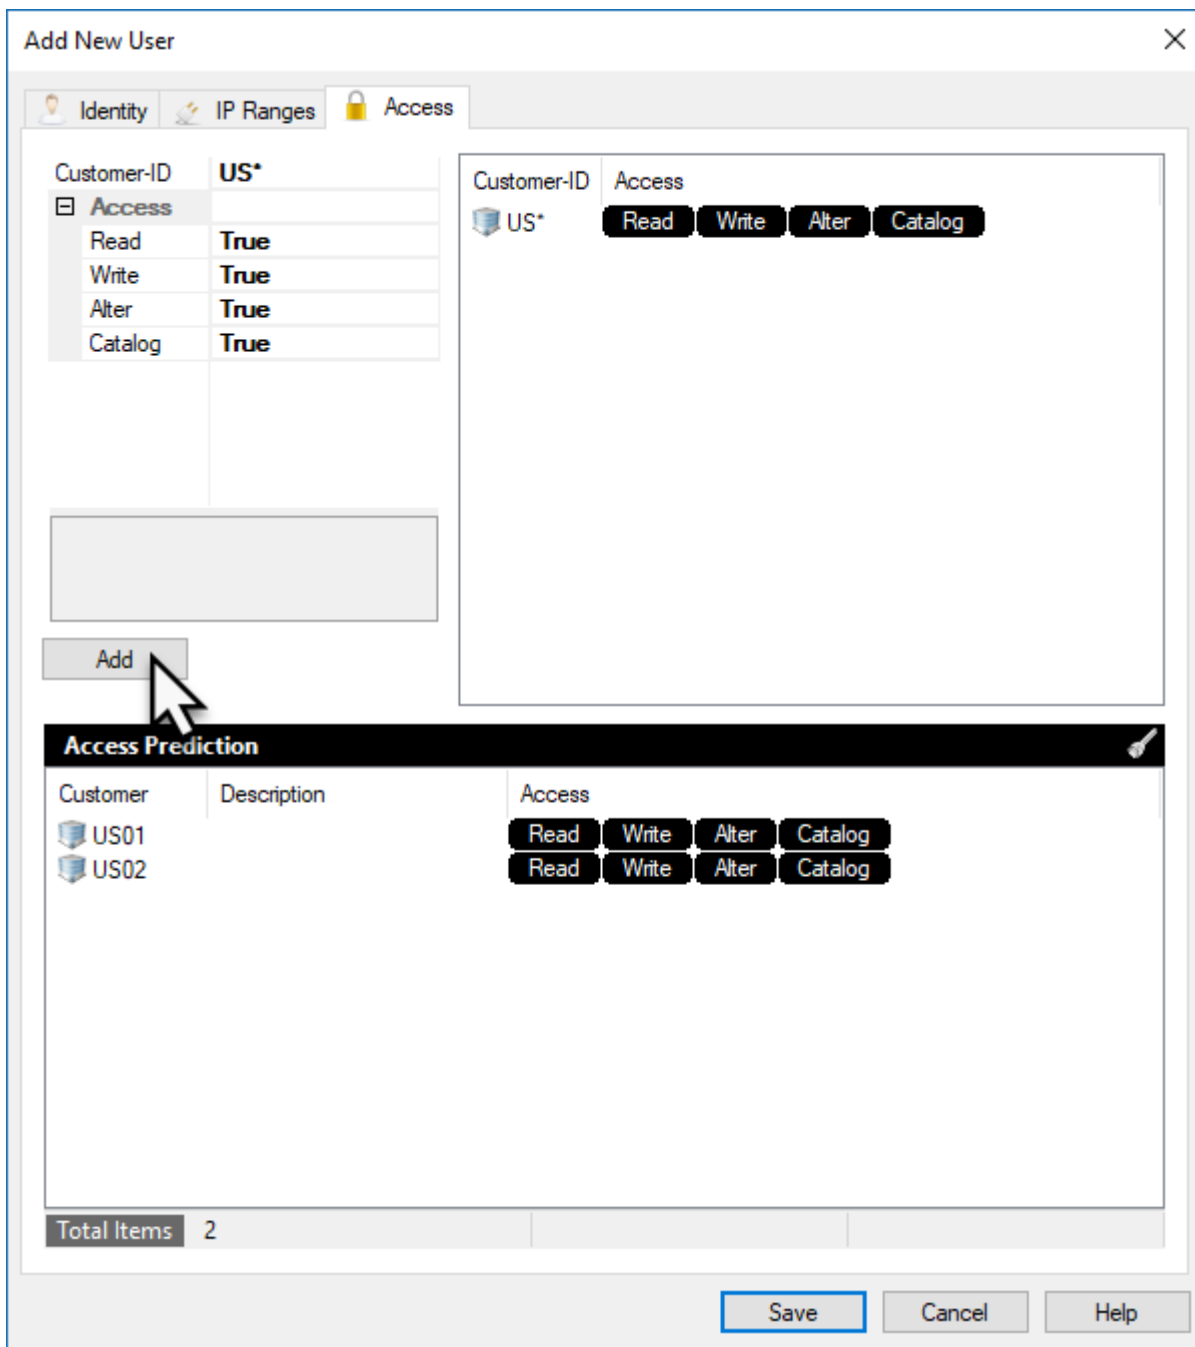 Add New User
Identity IP Ranges Access
Customer-ID US*
Access
Read True
Write True
Alter True
Catalog True
Customer-ID Access
US* Read Write Alter Catalog
Add
Access Prediction
Customer Description Access
US01 Read Write Alter Catalog
US02 Read Write Alter Catalog
Total Items 2
Save Cancel Help